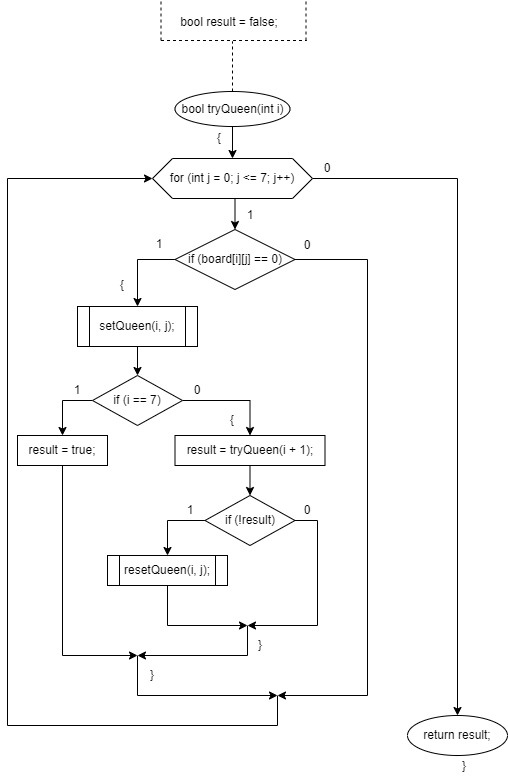 bool result = false;
bool tryQueen(int i)
{
for (int j = 0; j <= 7; j++)
0
1
if (board[i][j] == 0)
1
0
{
setQueen(i, j);
if (i == 7)
1
0
{
result = true;
result = tryQueen(i + 1);
if (!result)
1
0
resetQueen(i, j);
}
}
return result;
}